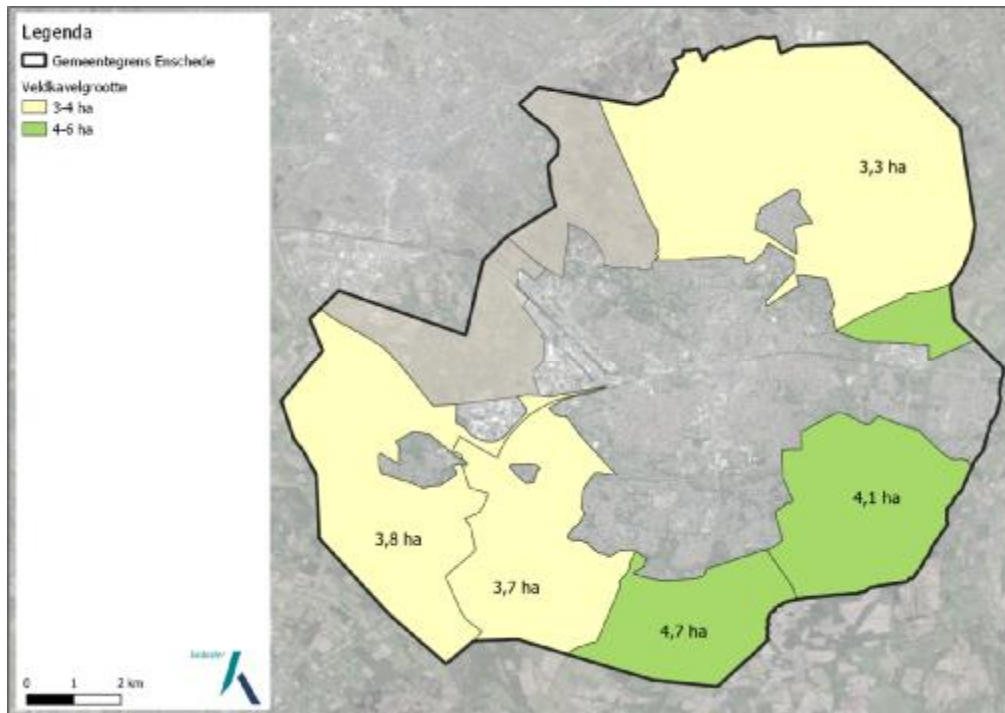 Legenda
Gemeentegrens Enschede
Veldkavelgrootte
3-4 ha
4-6 ha
3,3 ha
4,1 ha
3,8 ha
3,7 ha
4,7 ha
kadaster
0 1 2 km